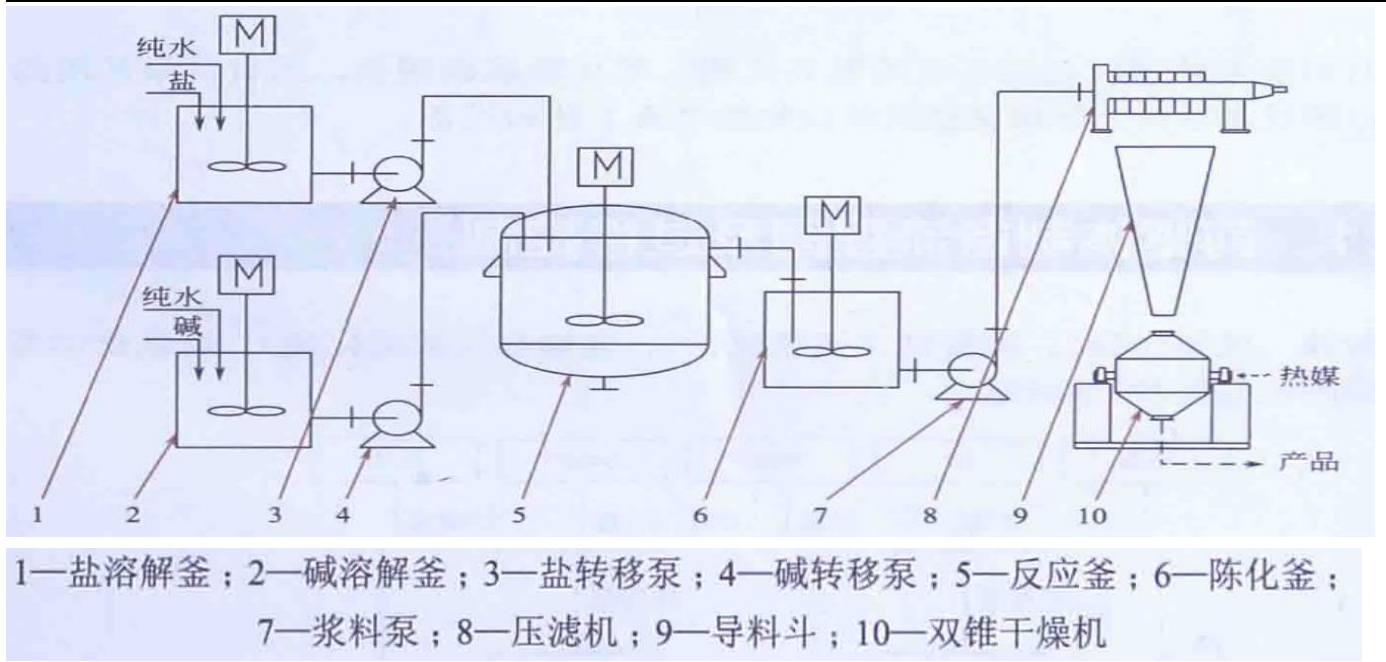 M
纯水
盐
M
M
M
纯水
碱
热媒
产品
1 2 3 4 5 6 7 8 9 10
1—盐溶解釜；2—碱溶解釜；3—盐转移泵；4—碱转移泵；5—反应釜；6—陈化釜；
7—浆料泵；8—压滤机；9—导料斗；10—双锥干燥机